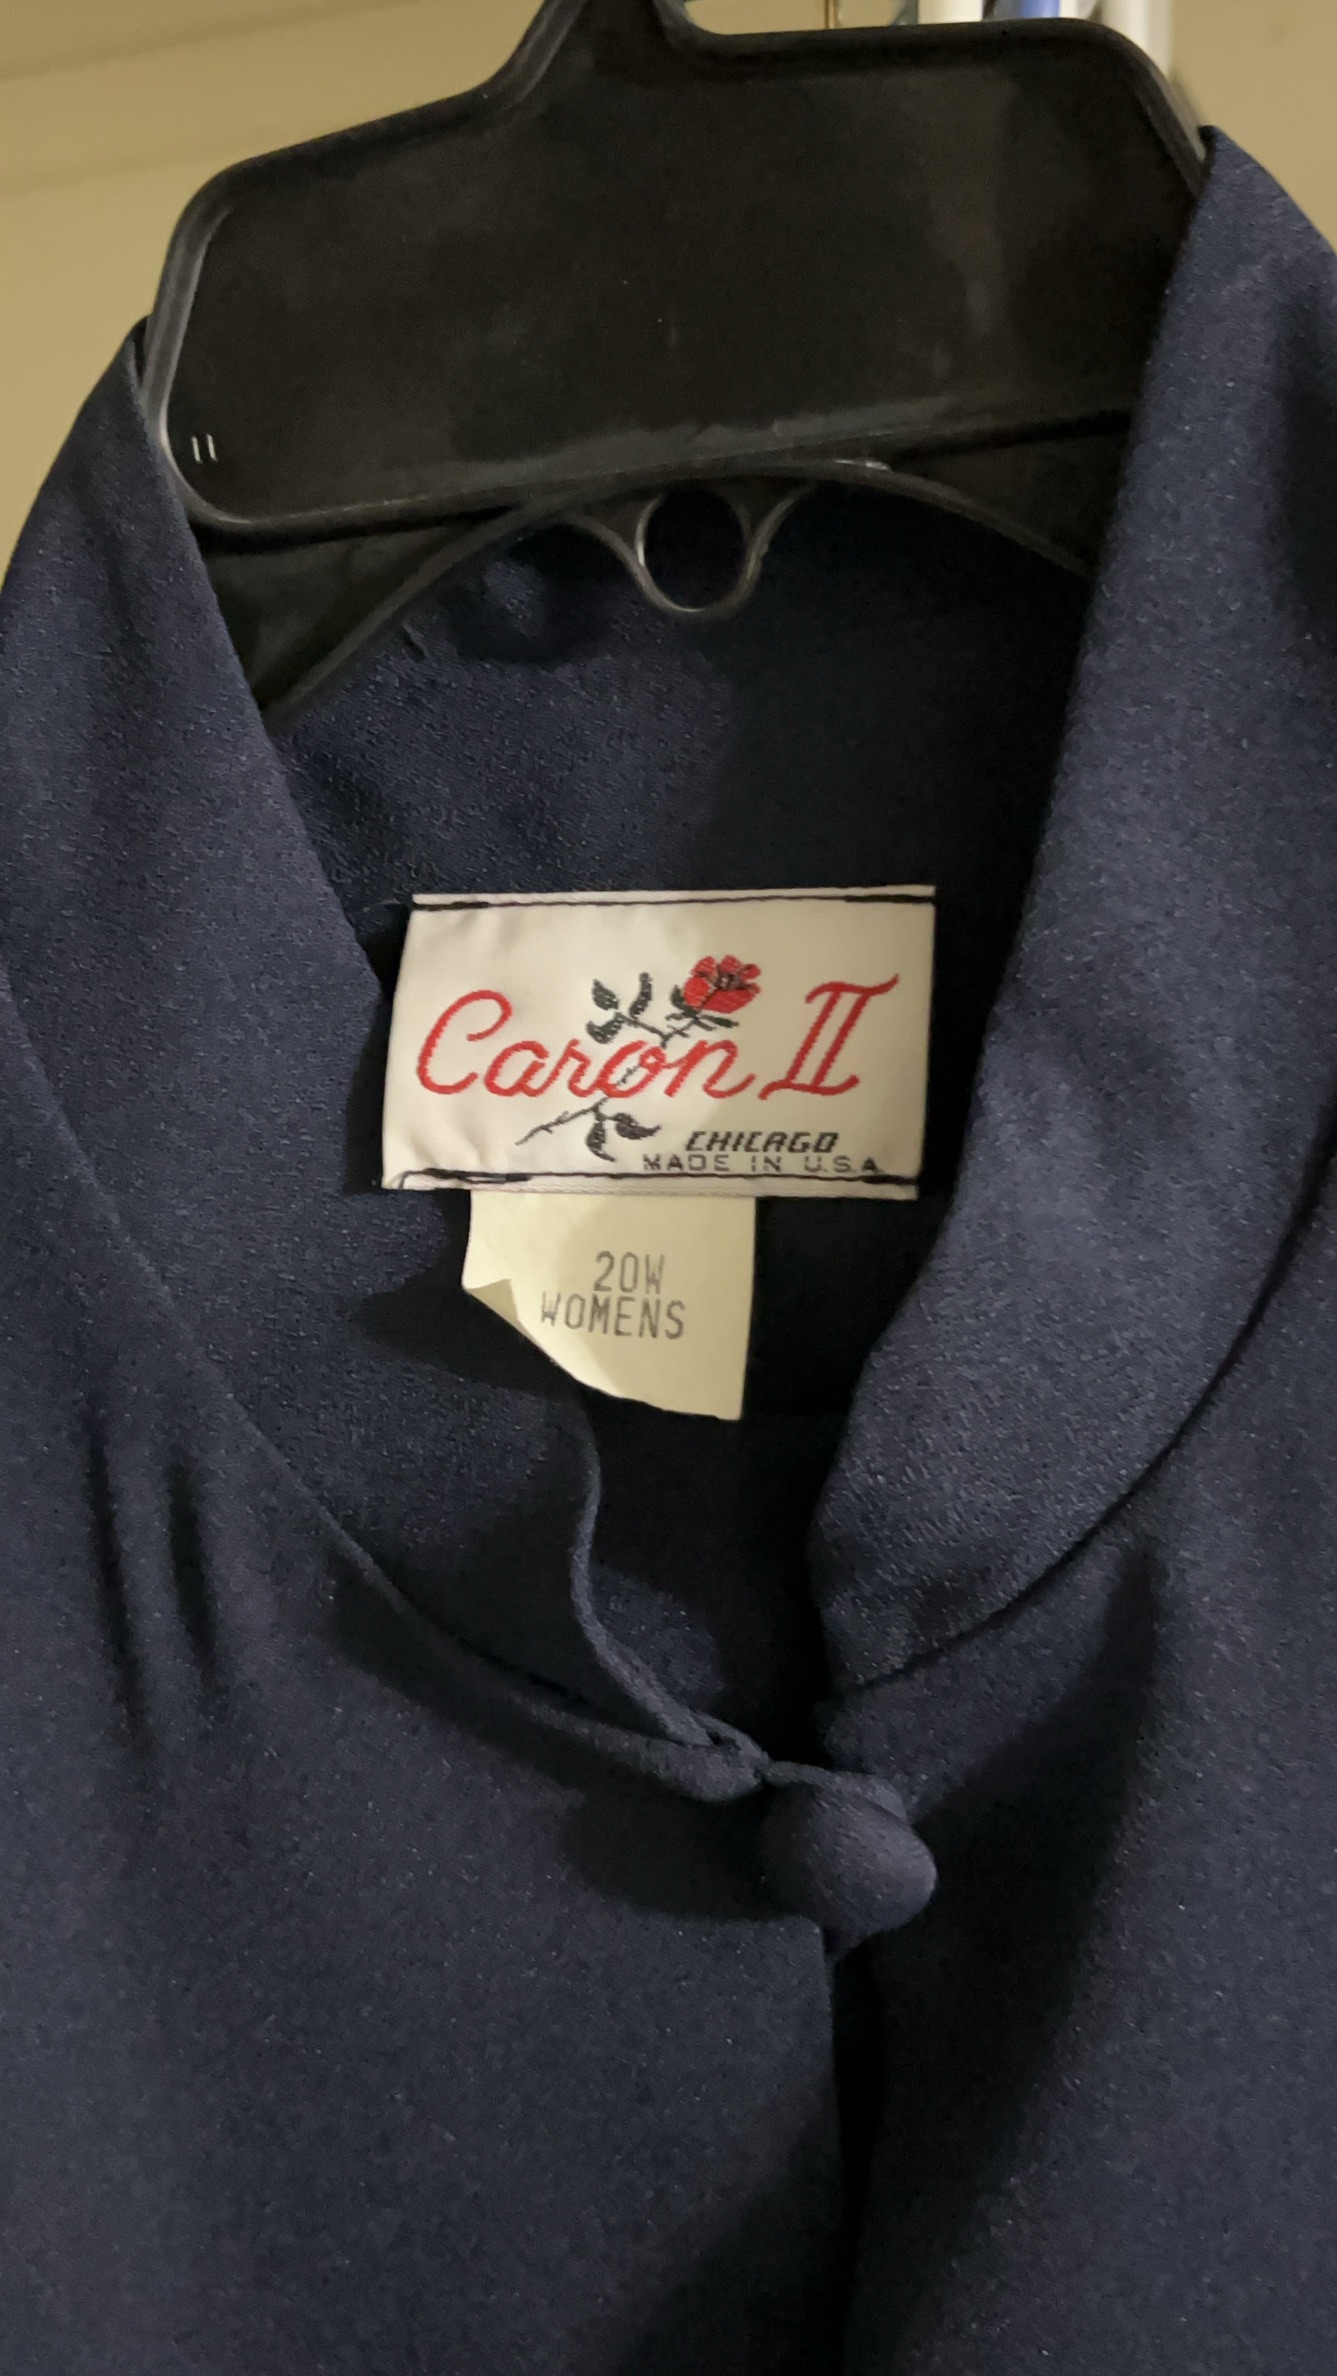 Caron II
CHICAGO
MADE IN U.S.A.
20W
WOMENS